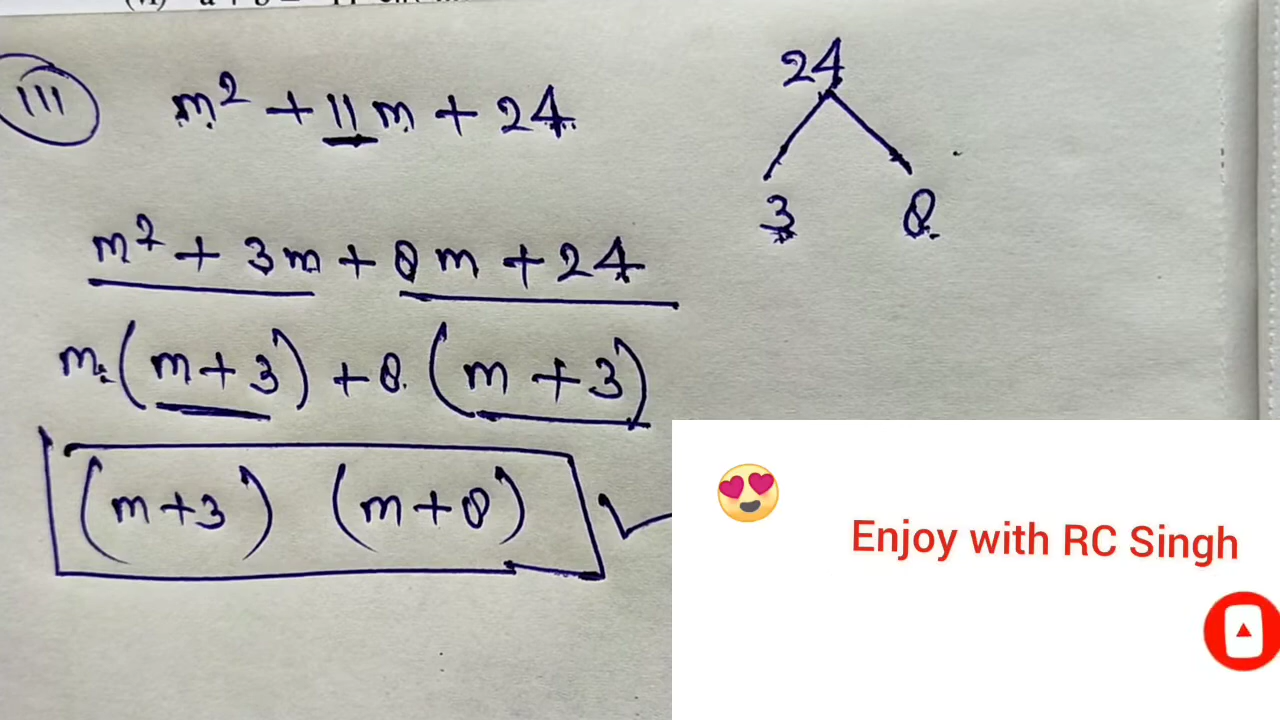 III
m² + 11m + 24
24
3 8
m² + 3m + 8m + 24
m(m+3) + 8(m+3)
(m+3) (m+8)
Enjoy with RC Singh